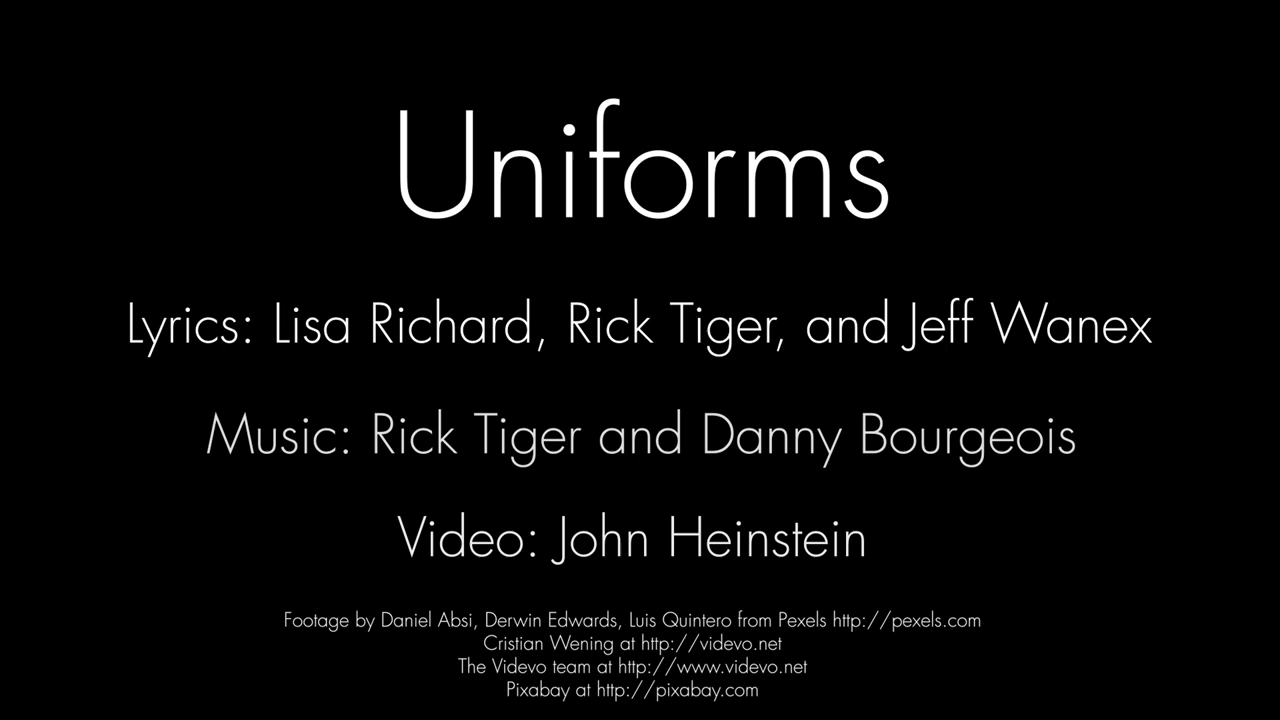 Uniforms
Lyrics: Lisa Richard, Rick Tiger, and Jeff Wanex
Music: Rick Tiger and Danny Bourgeois
Video: John Heinstein
Footage by Daniel Absi, Derwin Edwards, Luis Quintero from Pexels http://pexels.com
Cristian Wening at http://videvo.net
The Videvo team at http://www.videvo.net
Pixabay at http://pixabay.com